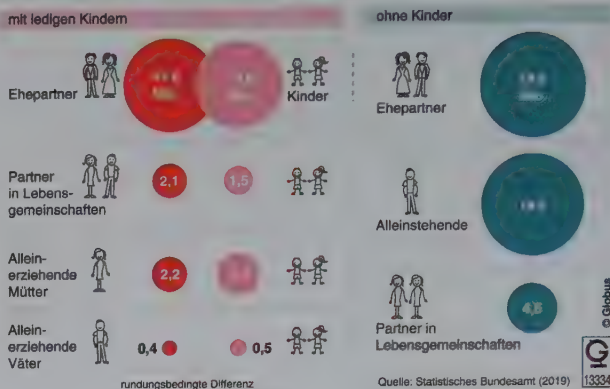 mit ledigen Kindern
ohne Kinder
Ehepartner
Kinder
Ehepartner
Partner
in Lebens-
gemeinschaften
2,1
1,5
Alleinstehende
Allein-
erziehende
Mütter
2,2
Allein-
erziehende
Väter
0,4
0,5
4,6
Partner in
Lebensgemeinschaften
rundungsbedingte Differenz
Quelle: Statistisches Bundesamt (2019)
© Globus
G
13334